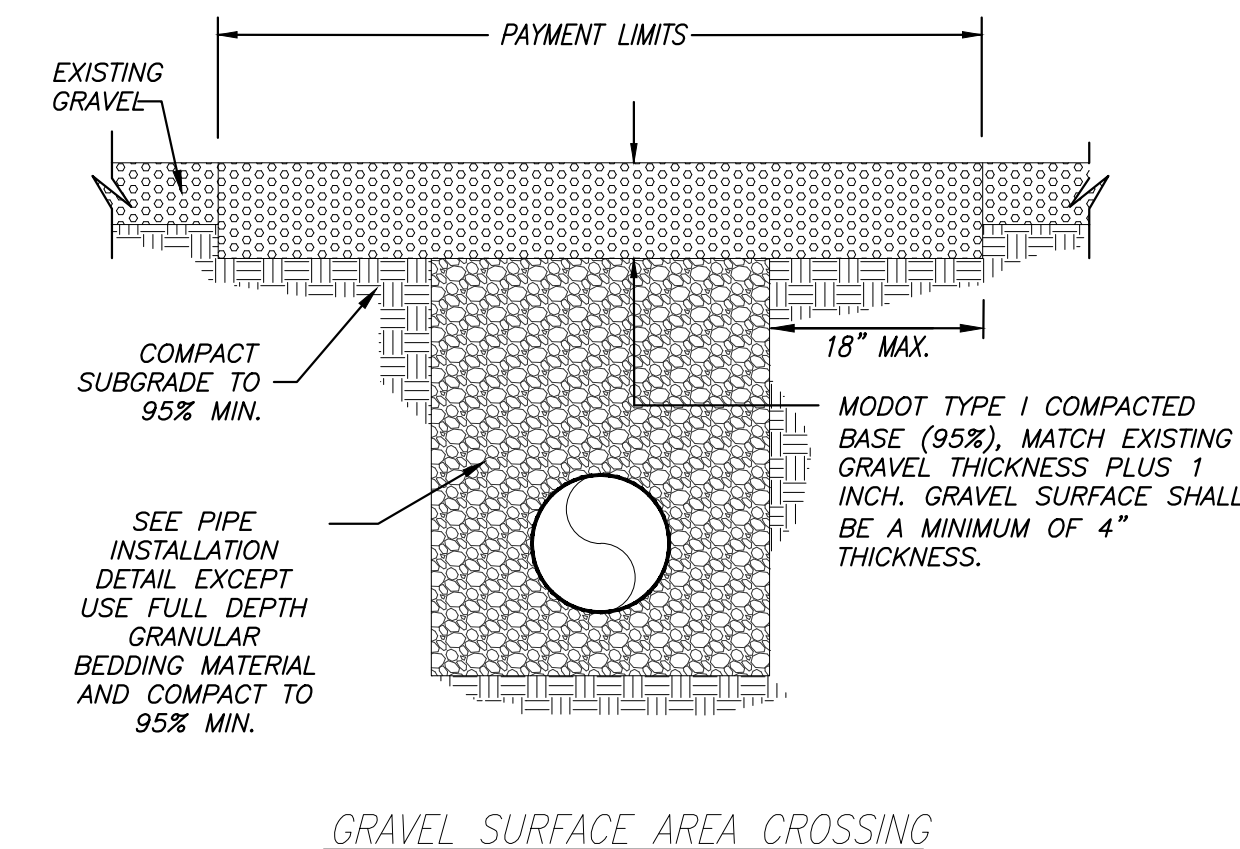 PAYMENT LIMITS
EXISTING
GRAVEL
COMPACT
SUBGRADE TO
95% MIN.
18" MAX.
MODOT TYPE I COMPACTED
BASE (95%), MATCH EXISTING
GRAVEL THICKNESS PLUS 1
INCH. GRAVEL SURFACE SHALL
BE A MINIMUM OF 4"
THICKNESS.
SEE PIPE
INSTALLATION
DETAIL EXCEPT
USE FULL DEPTH
GRANULAR
BEDDING MATERIAL
AND COMPACT TO
95% MIN.
GRAVEL SURFACE AREA CROSSING